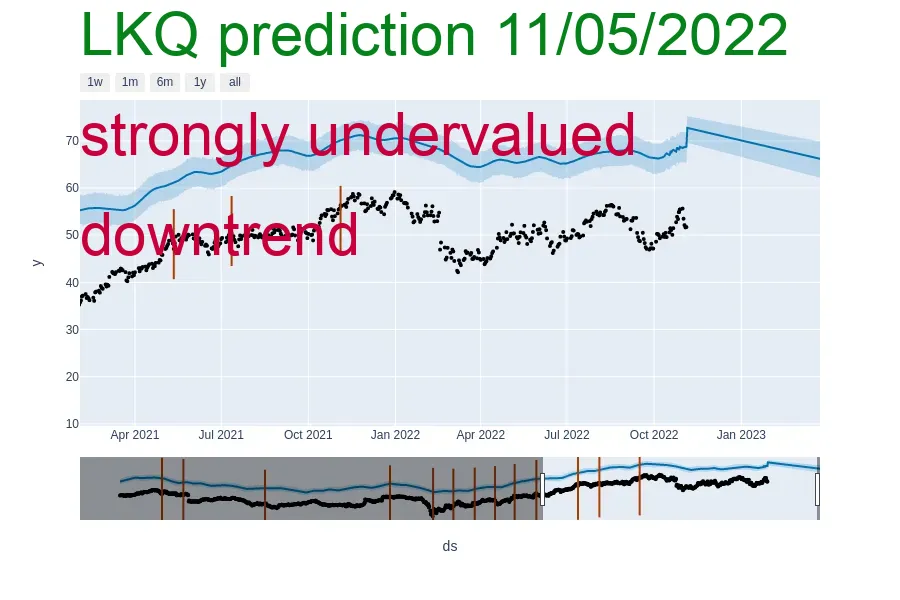 LKQ prediction 11/05/2022
1w 1m 6m 1y all
strongly undervalued
downtrend
70
60
50
40
30
20
10
y
Apr 2021 Jul 2021 Oct 2021 Jan 2022 Apr 2022 Jul 2022 Oct 2022 Jan 2023
ds